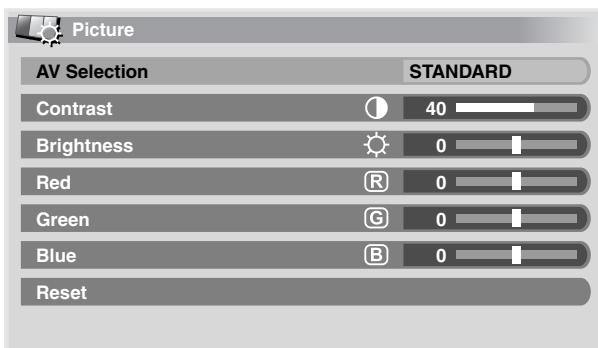 Picture
AV Selection STANDARD
Contrast 40
Brightness 0
Red R 0
Green G 0
Blue B 0
Reset